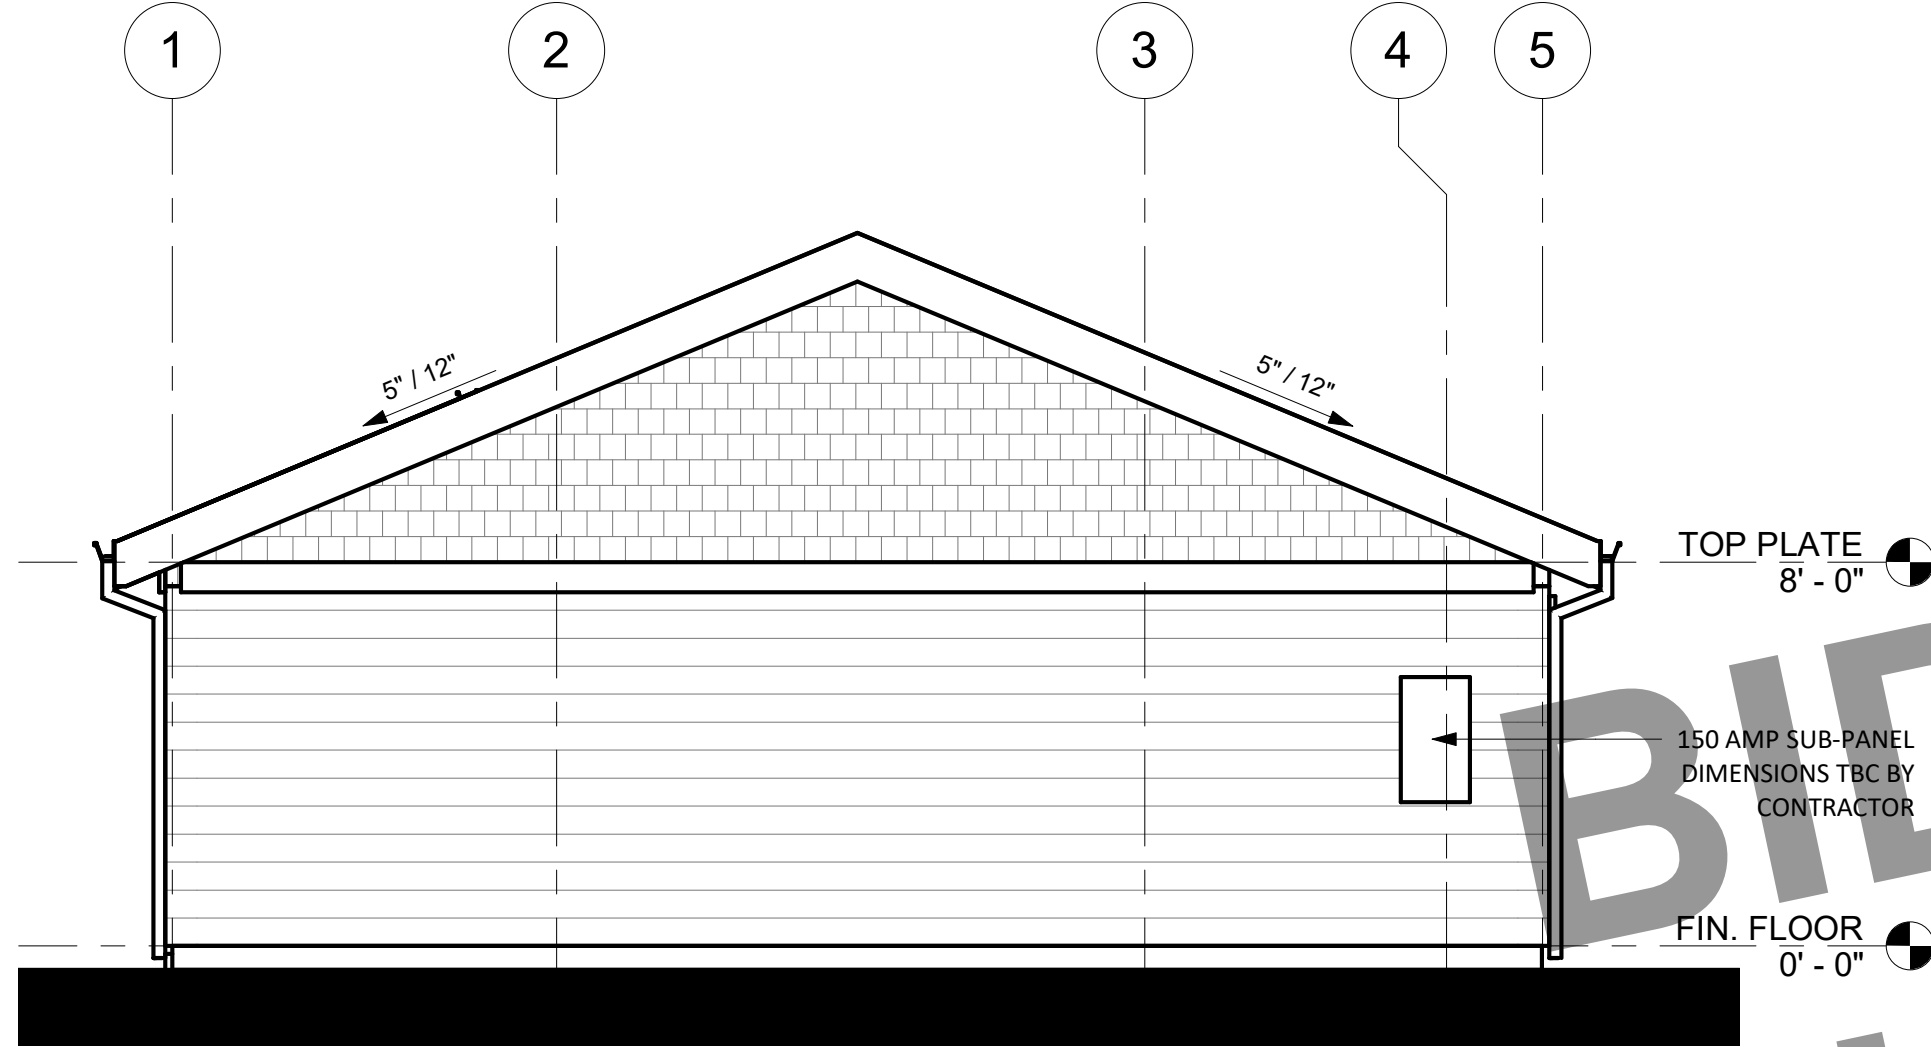 1
2
3
4
5
5" / 12"
5" / 12"
TOP PLATE
8' - 0"
150 AMP SUB-PANEL
DIMENSIONS TBC BY
CONTRACTOR
FIN. FLOOR
0' - 0"